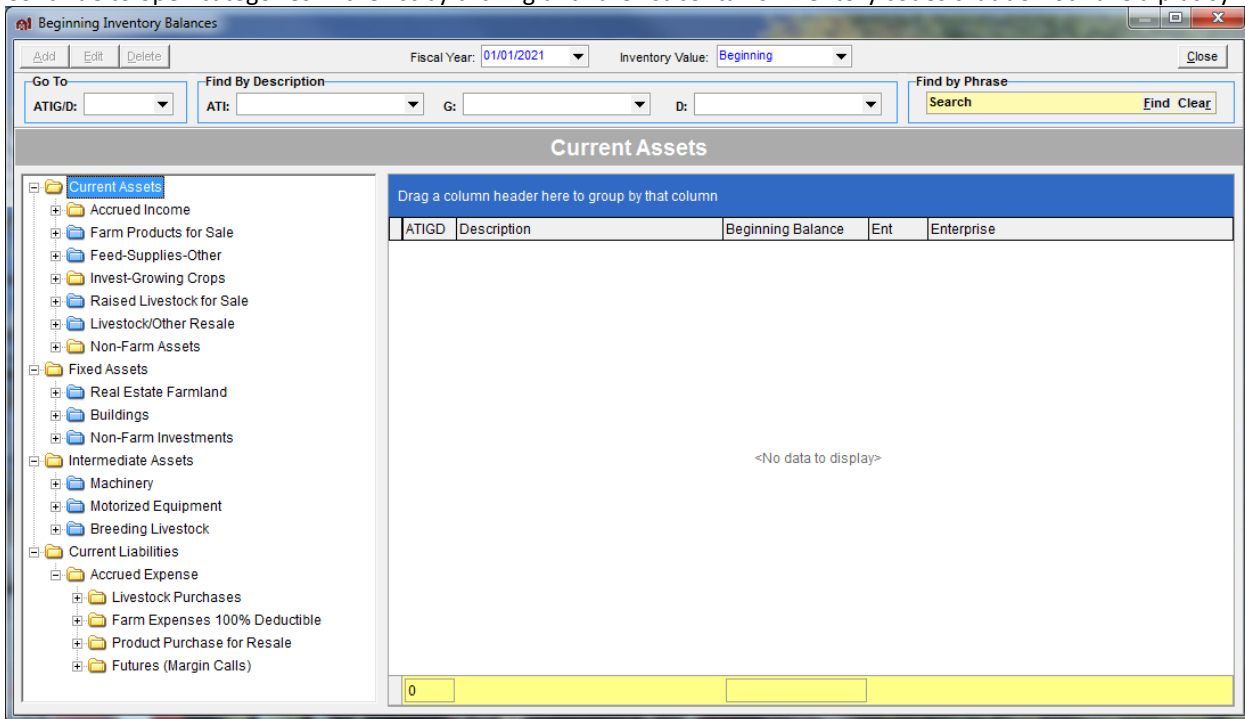 Beginning Inventory Balances
Add Edit Delete Fiscal Year: 01/01/2021 Inventory Value: Beginning Close
Go To Find By Description Find by Phrase
ATIG/D: ATI: G: D: Search Find Clear
Current Assets
Current Assets
Accrued Income
Farm Products for Sale
Feed-Supplies-Other
Invest-Growing Crops
Raised Livestock for Sale
Livestock/Other Resale
Non-Farm Assets
Fixed Assets
Real Estate Farmland
Buildings
Non-Farm Investments
Intermediate Assets
Machinery
Motorized Equipment
Breeding Livestock
Current Liabilities
Accrued Expense
Livestock Purchases
Farm Expenses 100% Deductible
Product Purchase for Resale
Futures (Margin Calls)
Drag a column header here to group by that column
ATIGD Description Beginning Balance Ent Enterprise
<No data to display>
0